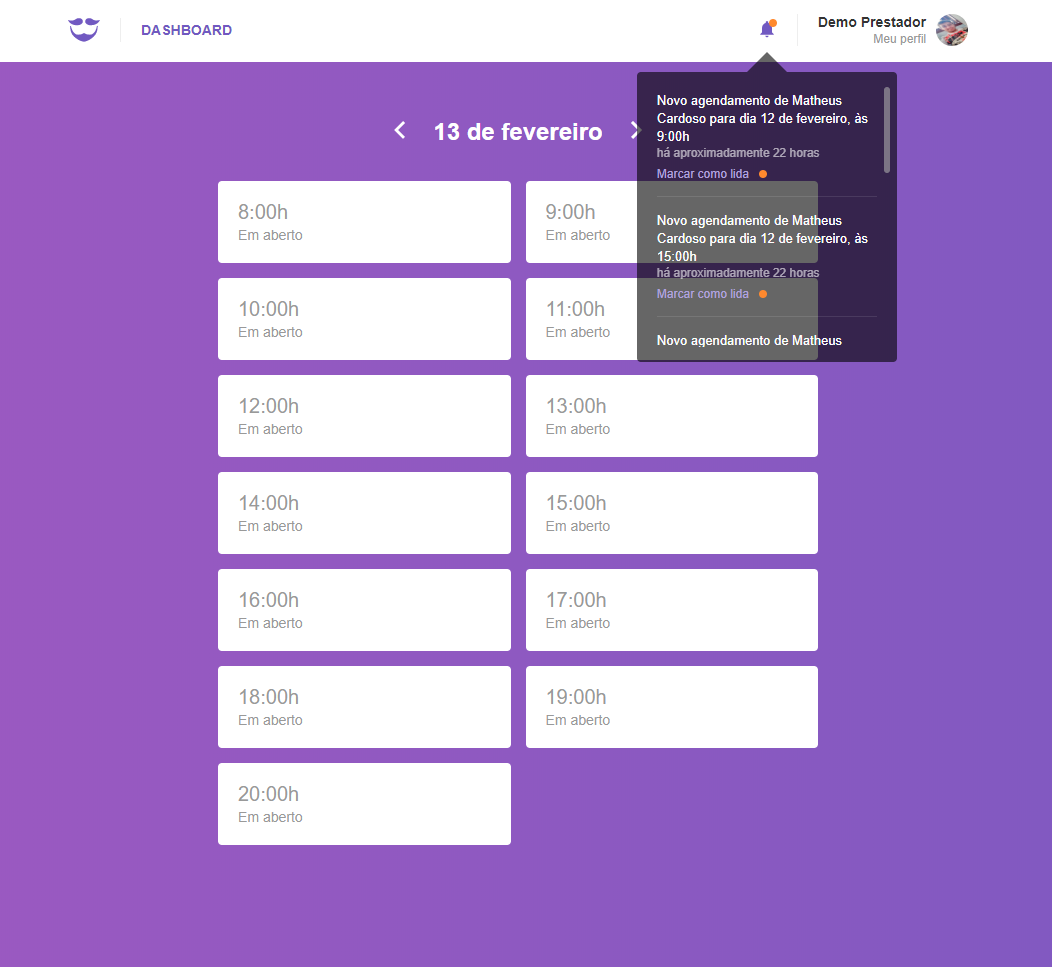 DASHBOARD
Demo Prestador
Meu perfil
13 de fevereiro
Novo agendamento de Matheus
Cardoso para dia 12 de fevereiro, às
9:00h
há aproximadamente 22 horas
Marcar como lida
Novo agendamento de Matheus
Cardoso para dia 12 de fevereiro, às
15:00h
há aproximadamente 22 horas
Marcar como lida
Novo agendamento de Matheus
8:00h
Em aberto
9:00h
Em aberto
10:00h
Em aberto
11:00h
Em aberto
12:00h
Em aberto
13:00h
Em aberto
14:00h
Em aberto
15:00h
Em aberto
16:00h
Em aberto
17:00h
Em aberto
18:00h
Em aberto
19:00h
Em aberto
20:00h
Em aberto